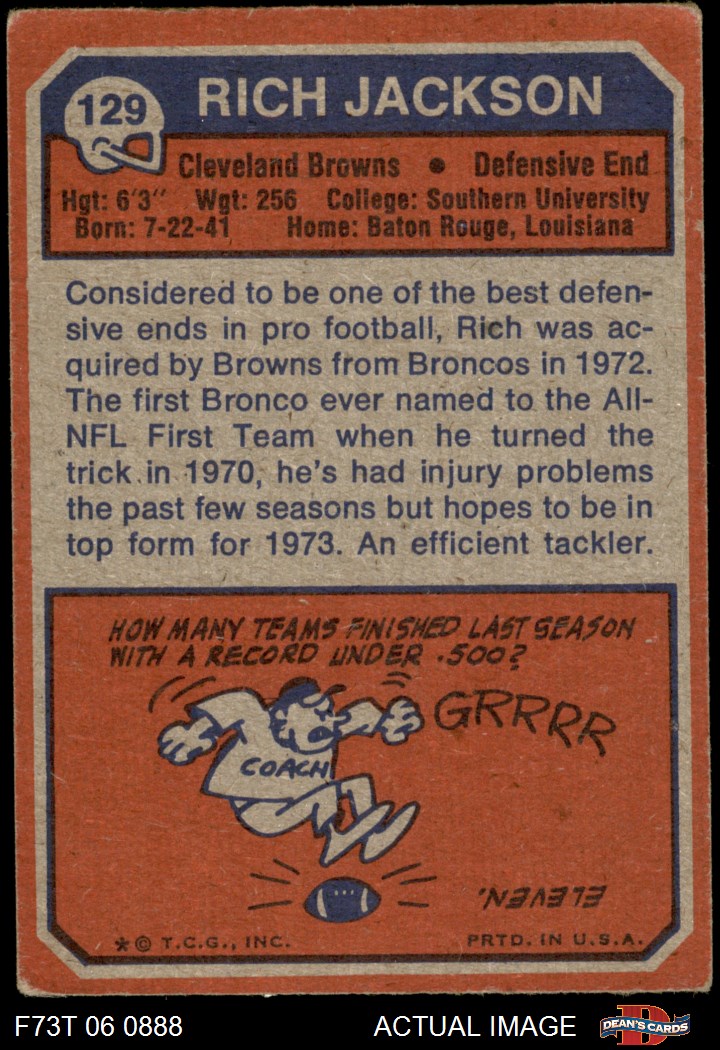 129
RICH JACKSON
Cleveland Browns • Defensive End
Hgt: 6'3" Wgt: 256 College: Southern University
Born: 7-22-41 Home: Baton Rouge, Louisiana
Considered to be one of the best defen-
sive ends in pro football, Rich was ac-
quired by Browns from Broncos in 1972.
The first Bronco ever named to the All-
NFL First Team when he turned the
trick in 1970, he's had injury problems
the past few seasons but hopes to be in
top form for 1973. An efficient tackler.
HOW MANY TEAMS FINISHED LAST SEASON
WITH A RECORD UNDER .500?
GRRRR
COACH
ELEVEN.
* © T.C.G., INC. PRTD. IN U.S.A.
F73T 06 0888 ACTUAL IMAGE D DEAN'S CARDS